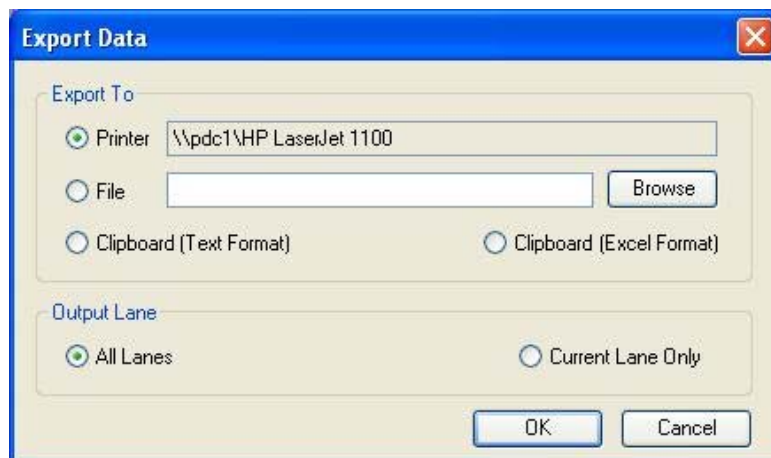 Export Data
Export To
Printer \\pdc1\HP LaserJet 1100
File Browse
Clipboard (Text Format) Clipboard (Excel Format)
Output Lane
All Lanes Current Lane Only
OK Cancel